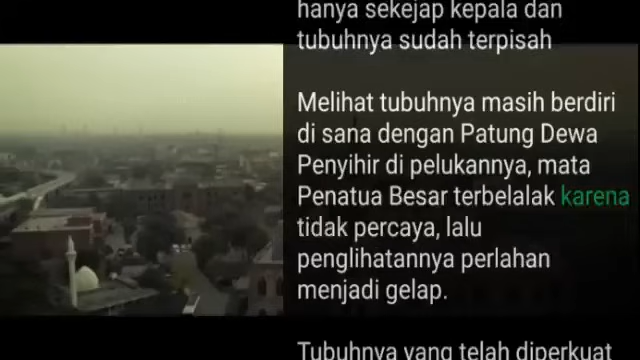 hanya sekejap kepala dan
tubuhnya sudah terpisah
Melihat tubuhnya masih berdiri
di sana dengan Patung Dewa
Penyihir di pelukannya, mata
Penatua Besar terbelalak karena
tidak percaya, lalu
penglihatannya perlahan
menjadi gelap.
Tubuhnya yang telah diperkuat